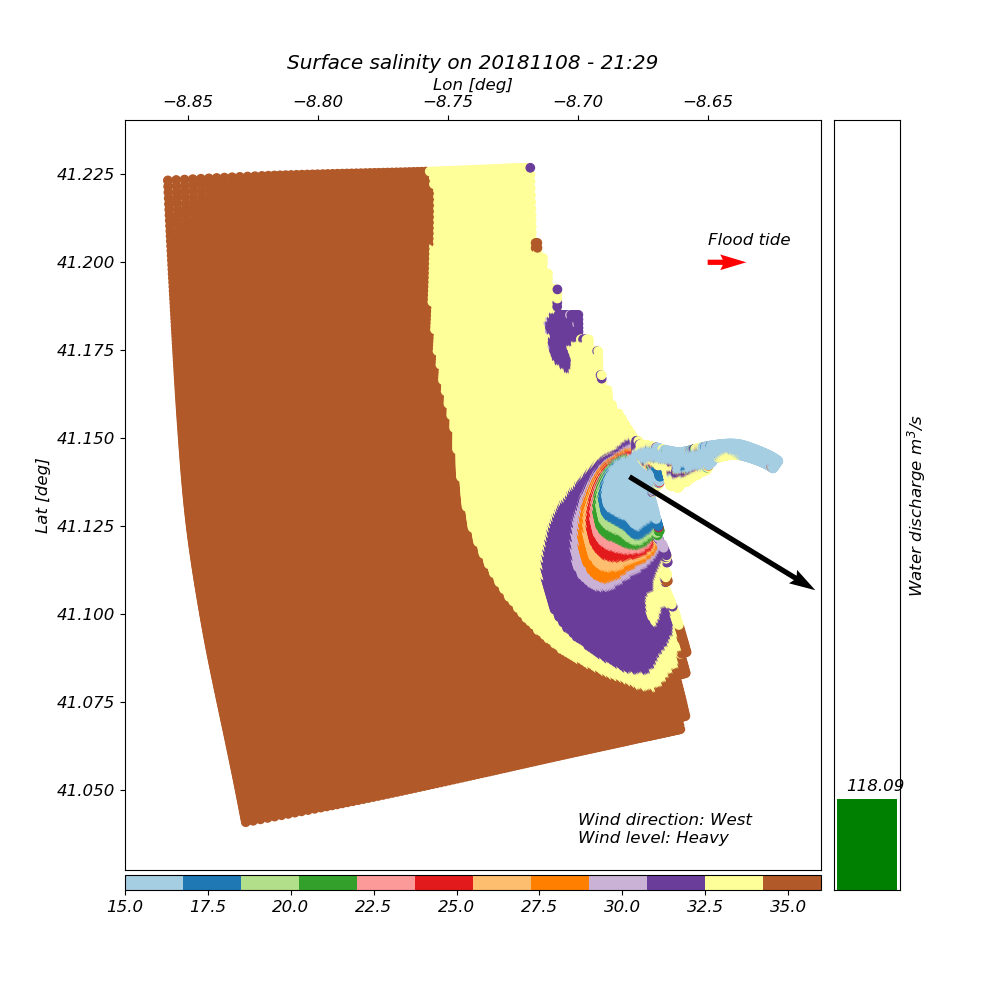 Surface salinity on 20181108 - 21:29
Lon [deg]
−8.85 −8.80 −8.75 −8.70 −8.65
41.225
41.200
41.175
41.150
41.125
41.100
41.075
41.050
Lat [deg]
Flood tide
Wind direction: West
Wind level: Heavy
118.09
Water discharge m³/s
15.0 17.5 20.0 22.5 25.0 27.5 30.0 32.5 35.0